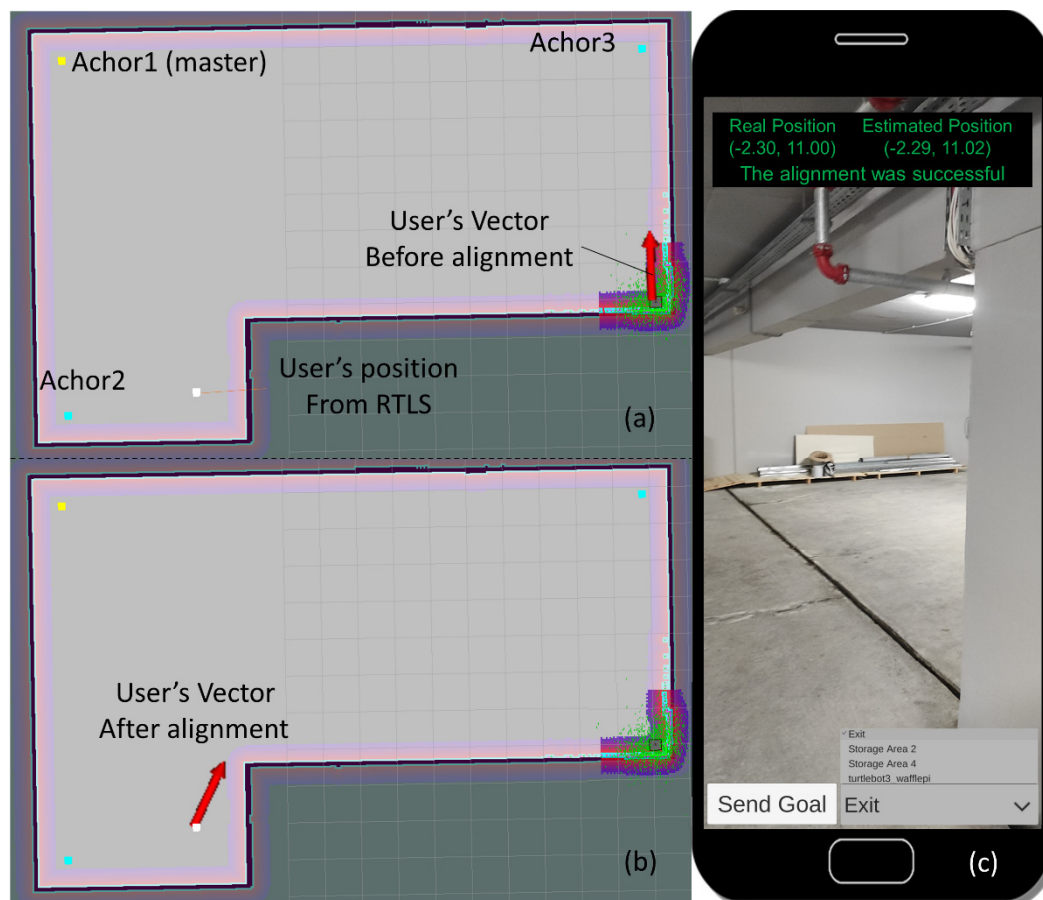 Achor1 (master)
Achor3
User's Vector
Before alignment
Achor2
User's position
From RTLS
(a)
User's Vector
After alignment
(b)
Real Position Estimated Position
(-2.30, 11.00) (-2.29, 11.02)
The alignment was successful
Exit
Storage Area 2
Storage Area 4
turtlebot3_wafflepi
Send Goal Exit
(c)